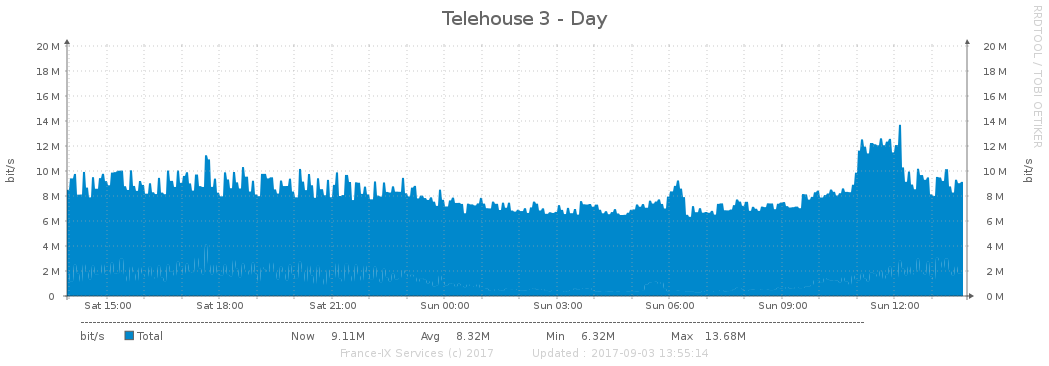 Telehouse 3 - Day
RRDTOOL / TOBI OETIKER
bit/s
bit/s
20 M 20 M
18 M 18 M
16 M 16 M
14 M 14 M
12 M 12 M
10 M 10 M
8 M 8 M
6 M 6 M
4 M 4 M
2 M 2 M
0 0 M
Sat 15:00 Sat 18:00 Sat 21:00 Sun 00:00 Sun 03:00 Sun 06:00 Sun 09:00 Sun 12:00
bit/s Total Now 9.11M Avg 8.32M Min 6.32M Max 13.68M
France-IX Services (c) 2017 Updated : 2017-09-03 13:55:14